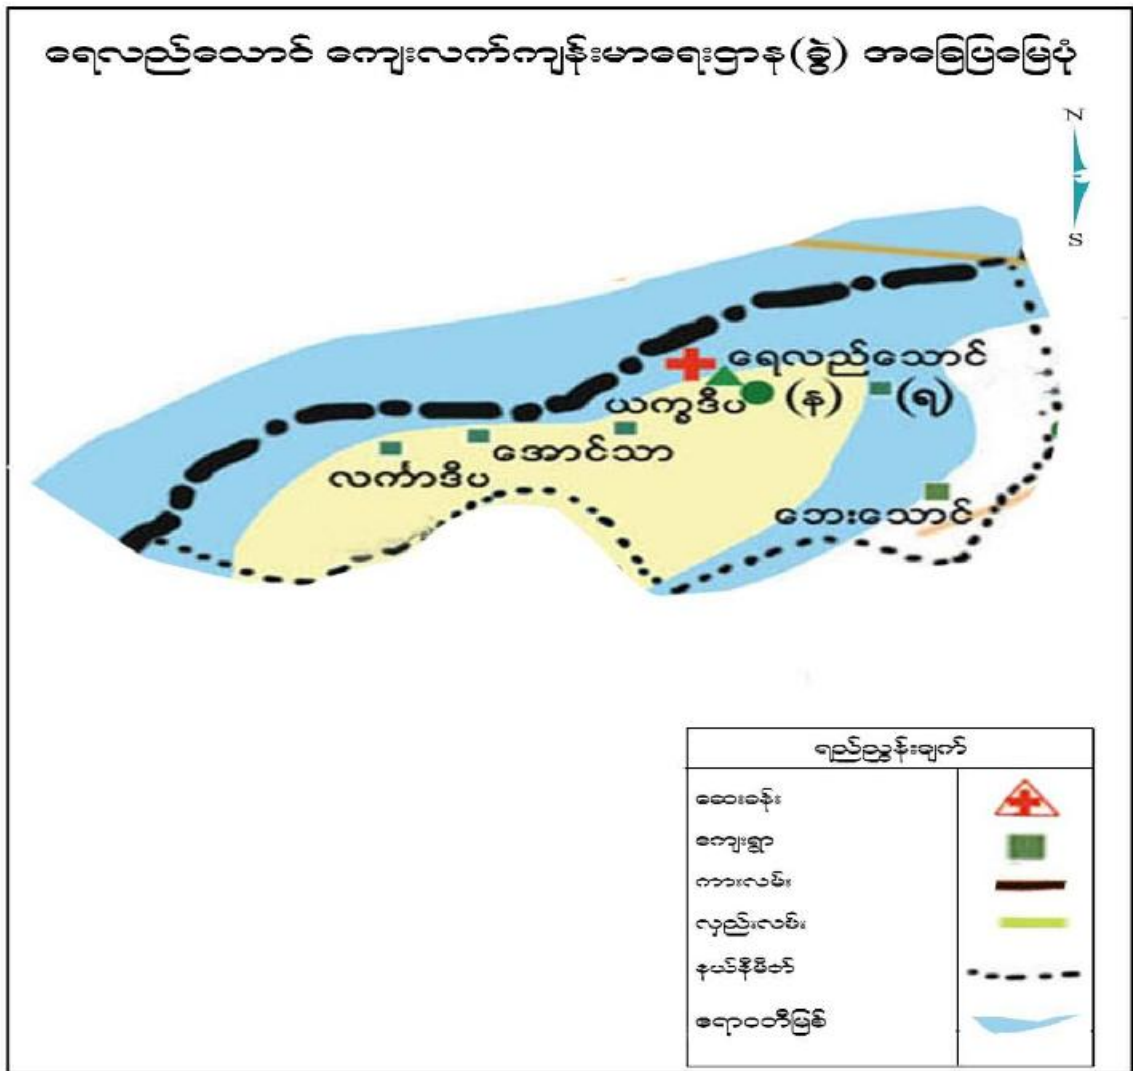 ရေလည်သောင် ကျေးလက်ကျန်းမာရေးဌာန(ခွဲ) အခြေပြမြေပုံ
N
S
ရေလည်သောင်
ယက္ခဒီပ (န) (ရ)
အောင်သာ
လင်္ကာဒီပ
ဘေးသောင်
ရည်ညွှန်းချက်
ဆေးခန်း
ကျေးရွာ
ကားလမ်း
လှည်းလမ်း
နယ်နိမိတ်
ဧရာဝတီမြစ်